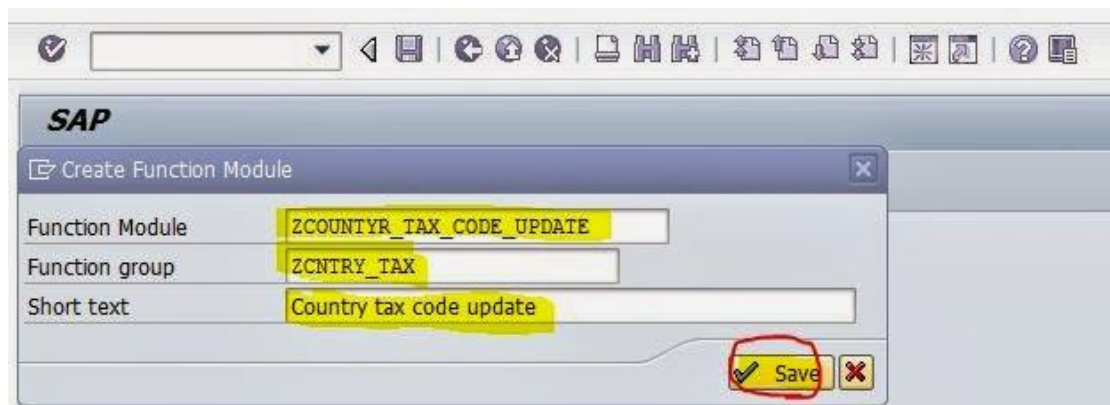 SAP
Create Function Module
Function Module ZCOUNTYR_TAX_CODE_UPDATE
Function group ZCNTRY_TAX
Short text Country tax code update
Save